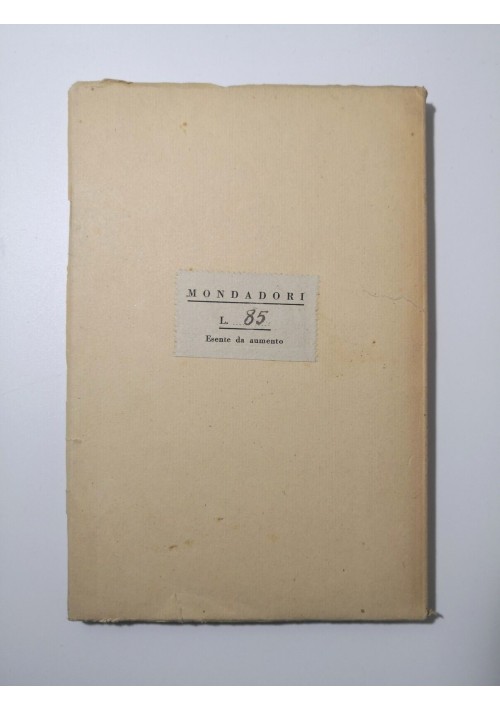 MONDADORI
L. 85
Esente da aumento